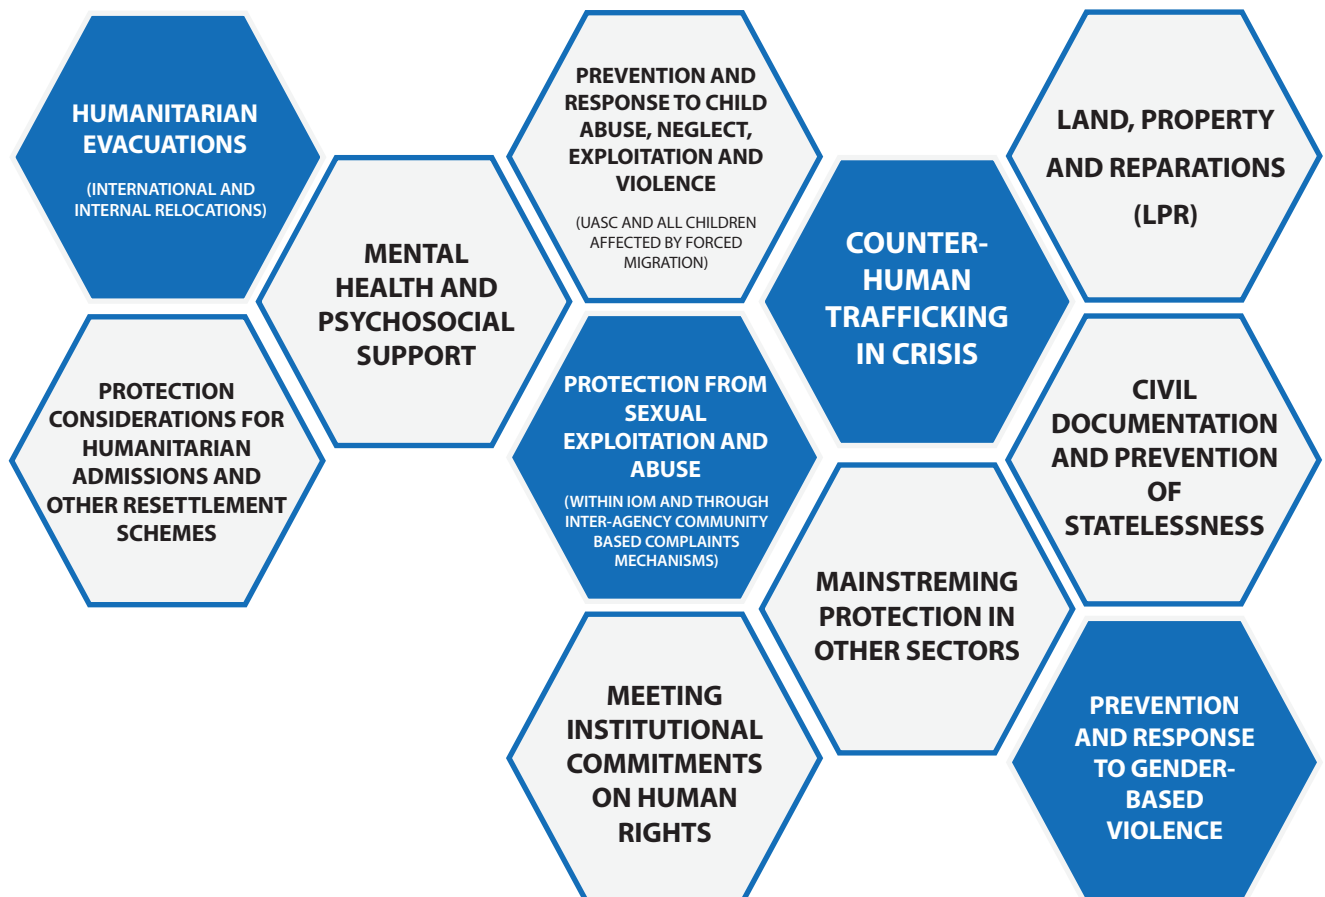 HUMANITARIAN
EVACUATIONS
(INTERNATIONAL AND
INTERNAL RELOCATIONS)
PROTECTION
CONSIDERATIONS FOR
HUMANITARIAN
ADMISSIONS AND
OTHER RESETTLEMENT
SCHEMES
MENTAL
HEALTH AND
PSYCHOSOCIAL
SUPPORT
PREVENTION AND
RESPONSE TO CHILD
ABUSE, NEGLECT,
EXPLOITATION AND
VIOLENCE
(UASC AND ALL CHILDREN
AFFECTED BY FORCED
MIGRATION)
PROTECTION FROM
SEXUAL
EXPLOITATION AND
ABUSE
(WITHIN IOM AND THROUGH
INTER-AGENCY COMMUNITY
BASED COMPLAINTS
MECHANISMS)
MEETING
INSTITUTIONAL
COMMITMENTS
ON HUMAN
RIGHTS
COUNTER-
HUMAN
TRAFFICKING
IN CRISIS
MAINSTREMING
PROTECTION IN
OTHER SECTORS
LAND, PROPERTY
AND REPARATIONS
(LPR)
CIVIL
DOCUMENTATION
AND PREVENTION
OF
STATELESSNESS
PREVENTION
AND RESPONSE
TO GENDER-
BASED
VIOLENCE